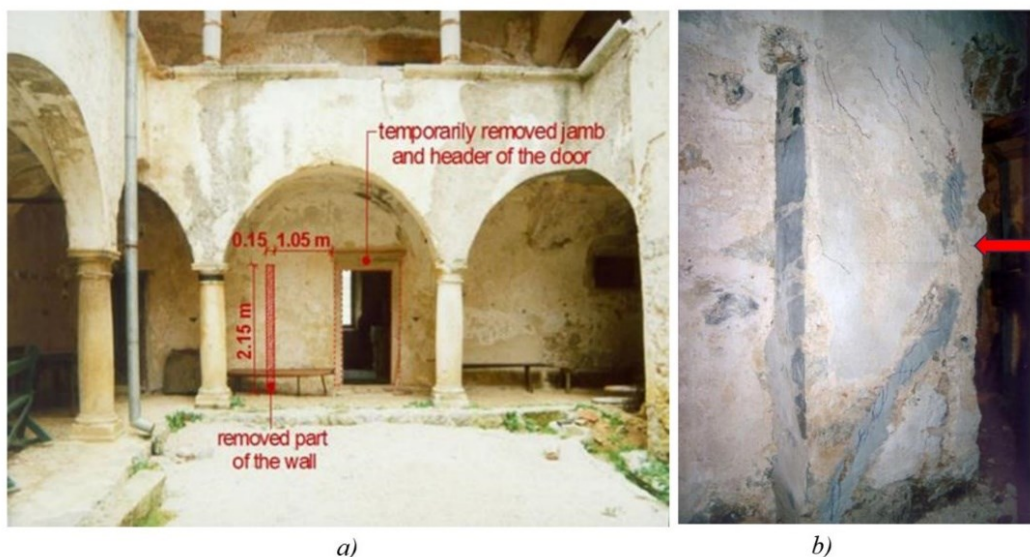 temporarily removed jamb
and header of the door
0.15 1.05 m
2.15 m
removed part
of the wall
a)
b)